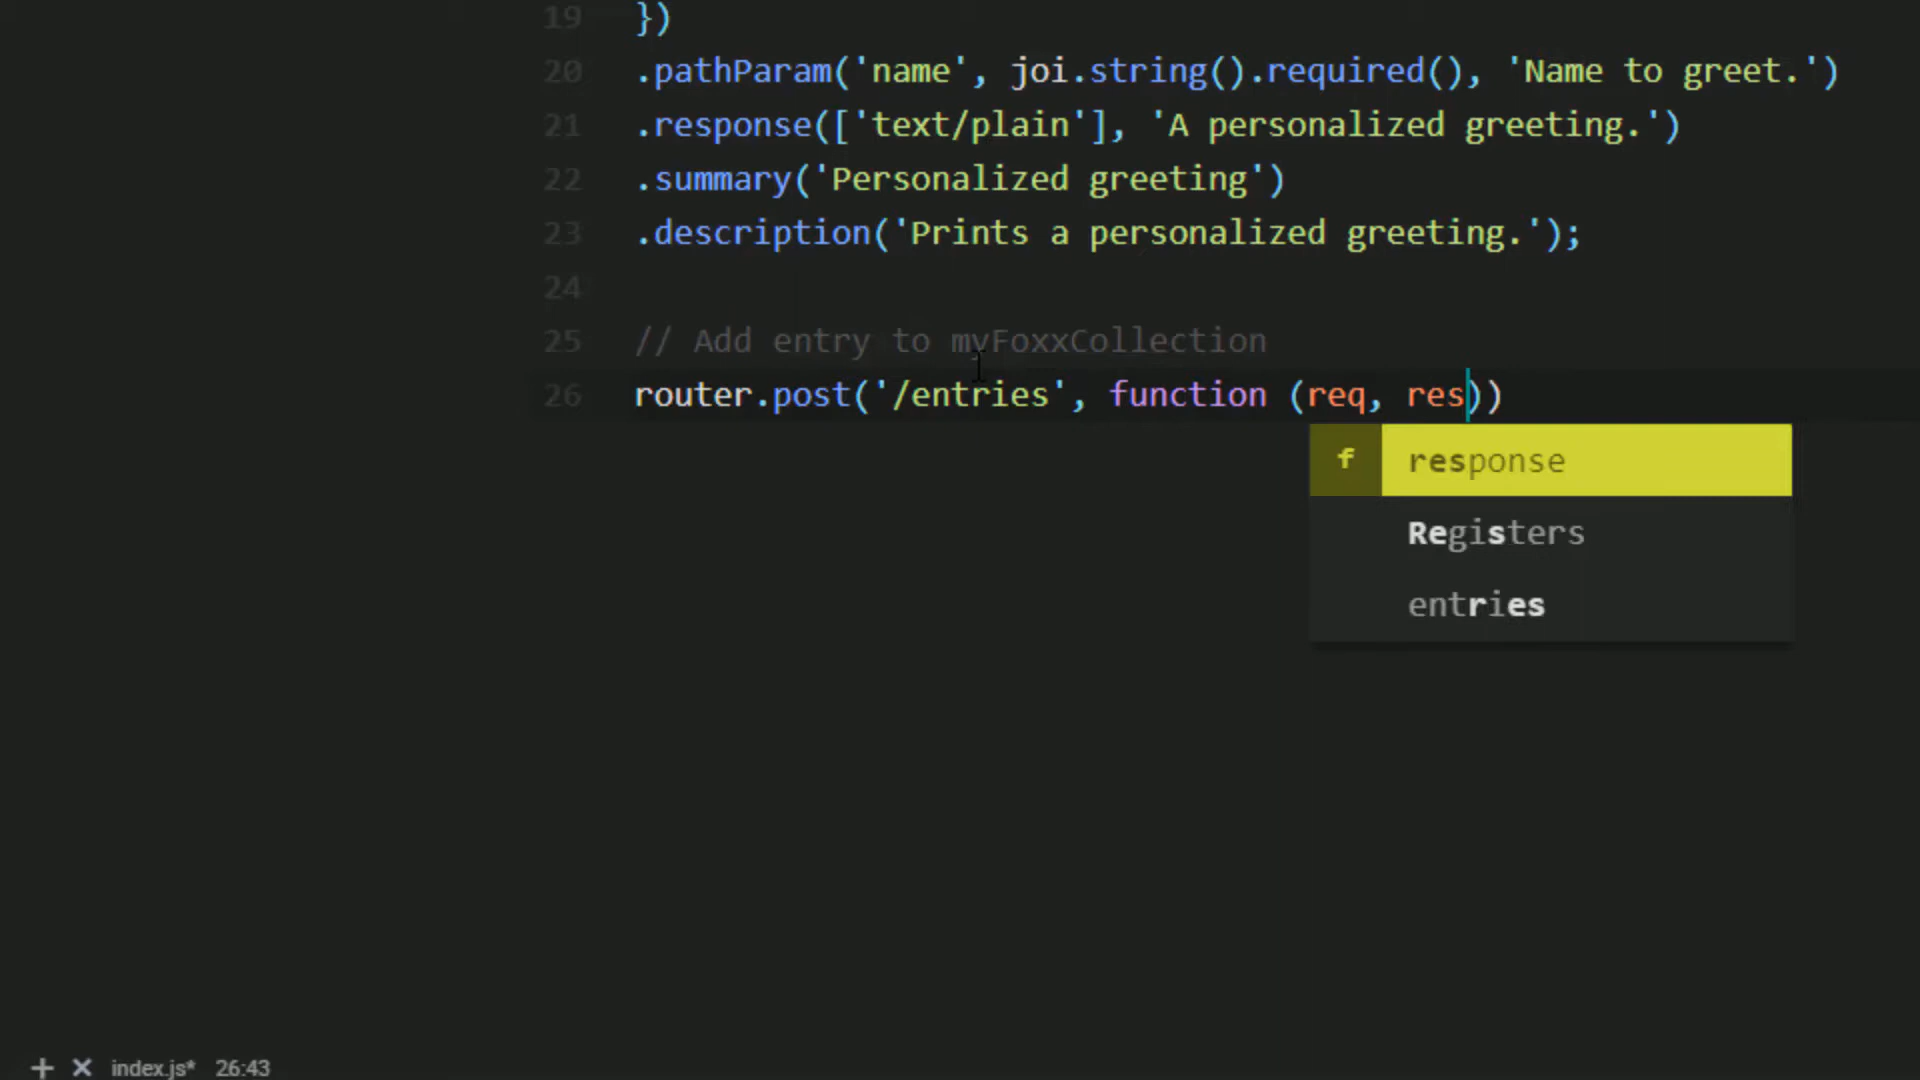 19 })
20 .pathParam('name', joi.string().required(), 'Name to greet.')
21 .response(['text/plain'], 'A personalized greeting.')
22 .summary('Personalized greeting')
23 .description('Prints a personalized greeting.');
24
25 // Add entry to myFoxxCollection
26 router.post('/entries', function (req, res))
f response
Registers
entries
index.js* 26:43